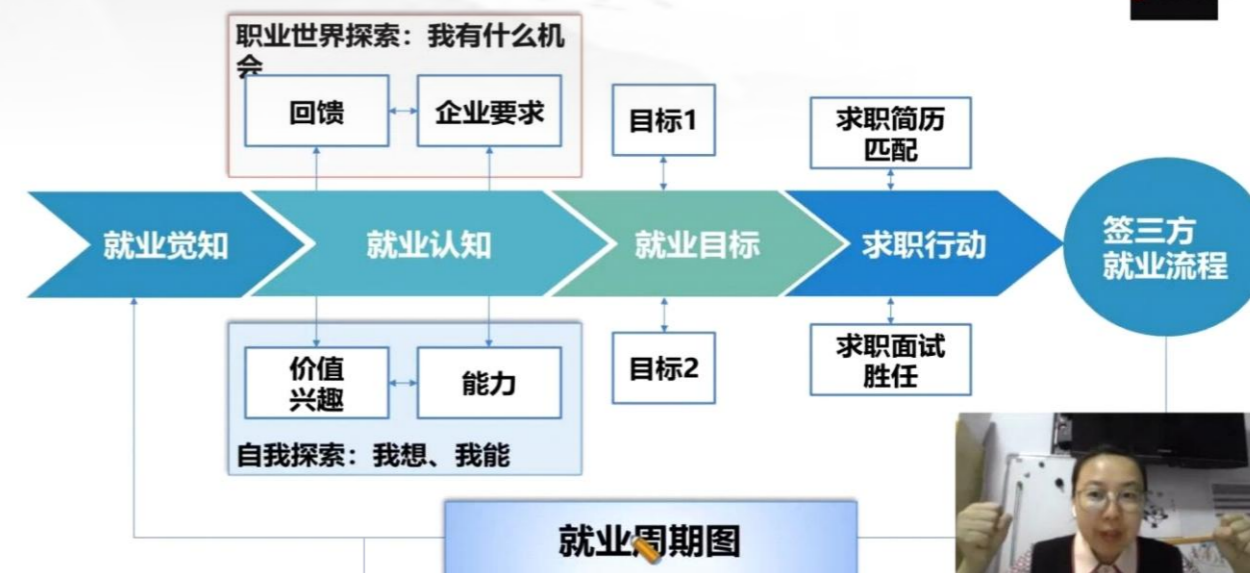 职业世界探索：我有什么机
会
回馈
企业要求
目标1
求职简历
匹配
就业觉知
就业认知
就业目标
求职行动
签三方
就业流程
价值
兴趣
能力
目标2
求职面试
胜任
自我探索：我想、我能
就业周期图